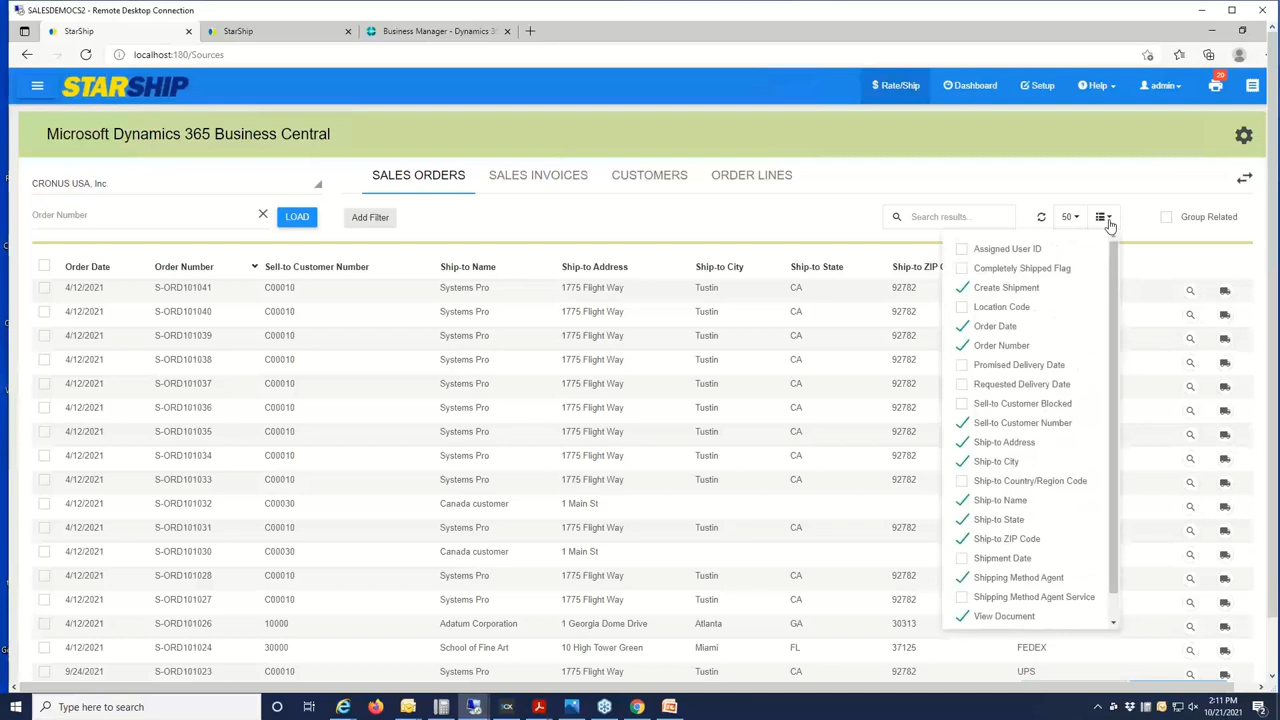 SALESDEMOCS2 - Remote Desktop Connection
StarShip
StarShip
Business Manager - Dynamics 3
localhost:180/Sources
STARSHIP
Rate/Ship
Dashboard
Setup
Help
admin
20
Microsoft Dynamics 365 Business Central
CRONUS USA, Inc.
SALES ORDERS
SALES INVOICES
CUSTOMERS
ORDER LINES
Order Number
LOAD
Add Filter
Search results...
50
Group Related
Order Date Order Number Sell-to Customer Number Ship-to Name Ship-to Address Ship-to City Ship-to State Ship-to ZIP
4/12/2021 S-ORD101041 C00010 Systems Pro 1775 Flight Way Tustin CA 92782
4/12/2021 S-ORD101040 C00010 Systems Pro 1775 Flight Way Tustin CA 92782
4/12/2021 S-ORD101039 C00010 Systems Pro 1775 Flight Way Tustin CA 92782
4/12/2021 S-ORD101038 C00010 Systems Pro 1775 Flight Way Tustin CA 92782
4/12/2021 S-ORD101037 C00010 Systems Pro 1775 Flight Way Tustin CA 92782
4/12/2021 S-ORD101036 C00010 Systems Pro 1775 Flight Way Tustin CA 92782
4/12/2021 S-ORD101035 C00010 Systems Pro 1775 Flight Way Tustin CA 92782
4/12/2021 S-ORD101034 C00010 Systems Pro 1775 Flight Way Tustin CA 92782
4/12/2021 S-ORD101033 C00010 Systems Pro 1775 Flight Way Tustin CA 92782
4/12/2021 S-ORD101032 C00030 Canada customer 1 Main St
4/12/2021 S-ORD101031 C00010 Systems Pro 1775 Flight Way Tustin CA 92782
4/12/2021 S-ORD101030 C00030 Canada customer 1 Main St
4/12/2021 S-ORD101028 C00010 Systems Pro 1775 Flight Way Tustin CA 92782
4/12/2021 S-ORD101027 C00010 Systems Pro 1775 Flight Way Tustin CA 92782
4/12/2021 S-ORD101026 10000 Adatum Corporation 1 Georgia Dome Drive Atlanta GA 30313
4/12/2021 S-ORD101024 30000 School of Fine Art 10 High Tower Green Miami FL 37125 FEDEX
9/24/2021 S-ORD101023 C00010 Systems Pro 1775 Flight Way Tustin CA 92782 UPS
Assigned User ID
Completely Shipped Flag
Create Shipment
Location Code
Order Date
Order Number
Promised Delivery Date
Requested Delivery Date
Sell-to Customer Blocked
Sell-to Customer Number
Ship-to Address
Ship-to City
Ship-to Country/Region Code
Ship-to Name
Ship-to State
Ship-to ZIP Code
Shipment Date
Shipping Method Agent
Shipping Method Agent Service
View Document
Type here to search
2:11 PM
10/21/2021